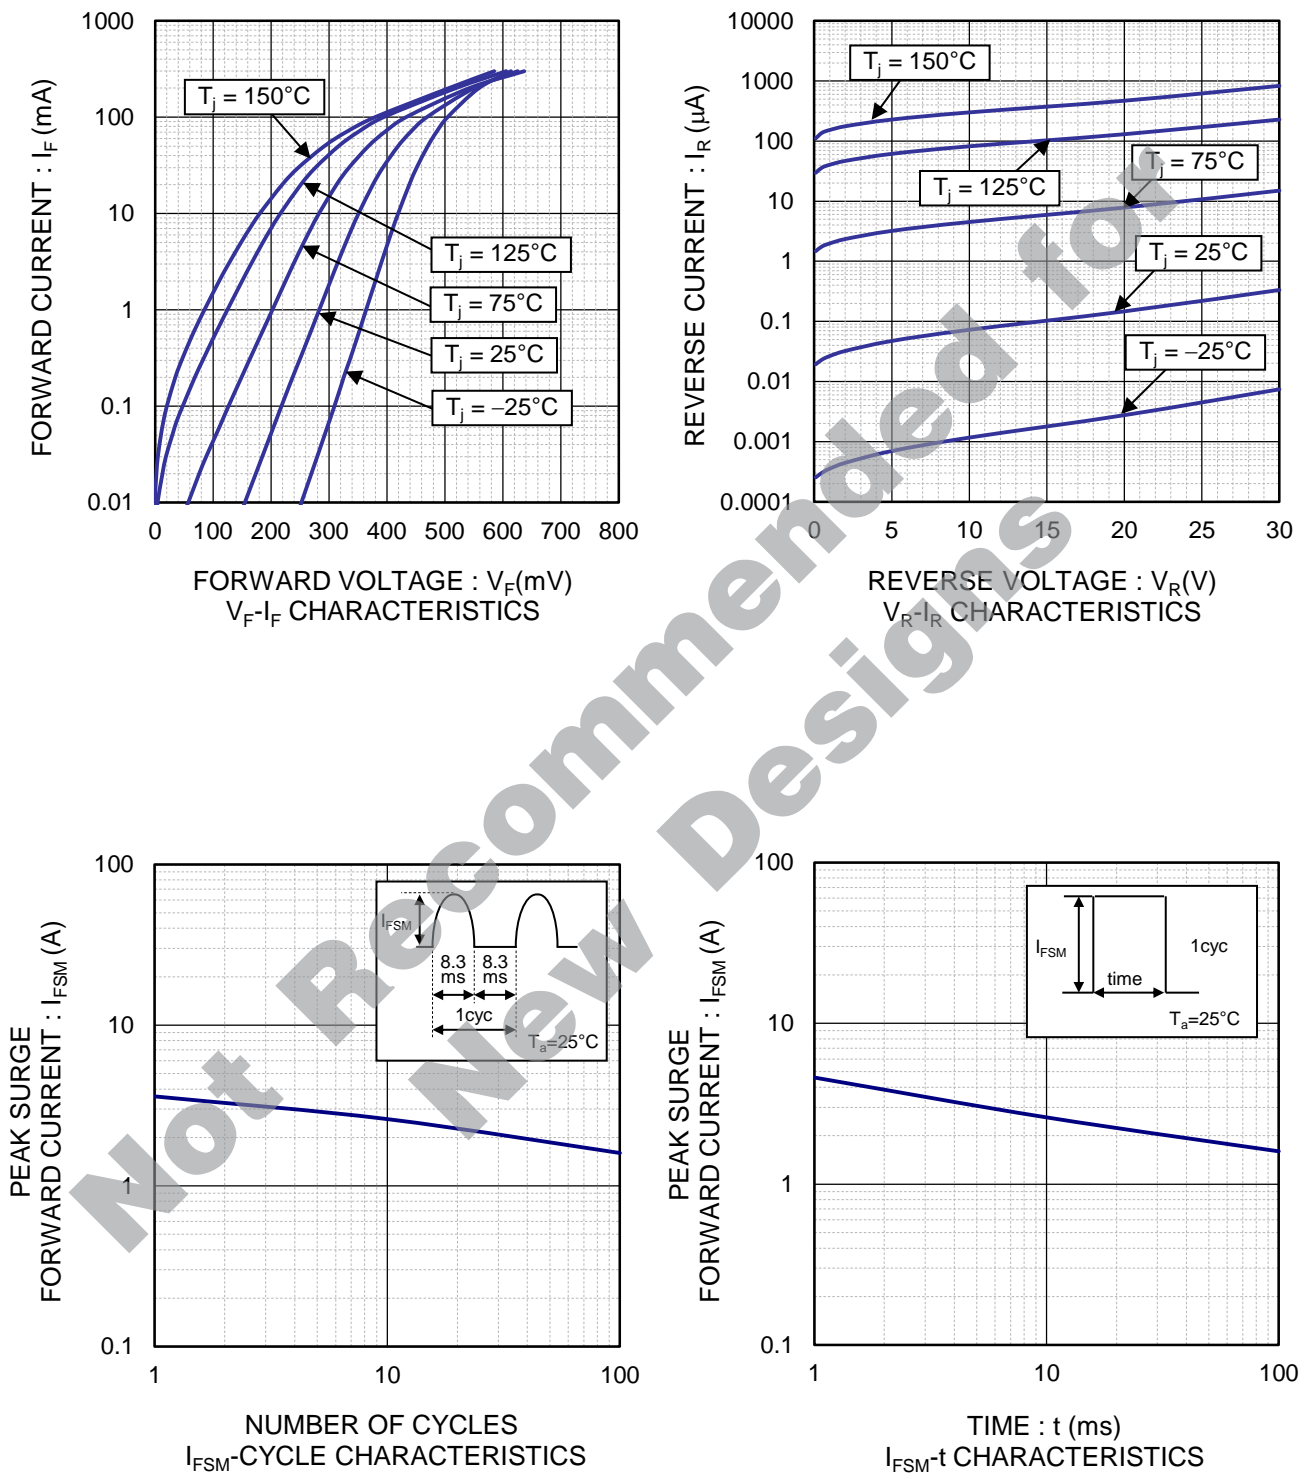 1000
100
10
1
0.1
0.01
FORWARD CURRENT : IF (mA)
Tj = 150°C
Tj = 125°C
Tj = 75°C
Tj = 25°C
Tj = −25°C
0 100 200 300 400 500 600 700 800
FORWARD VOLTAGE : VF(mV)
VF-IF CHARACTERISTICS
10000
1000
100
10
1
0.1
0.01
0.001
0.0001
REVERSE CURRENT : IR (µA)
Tj = 150°C
Tj = 125°C
Tj = 75°C
Tj = 25°C
Tj = −25°C
0 5 10 15 20 25 30
REVERSE VOLTAGE : VR(V)
VR-IR CHARACTERISTICS
Not Recommended for
New Designs
100
10
1
0.1
PEAK SURGE
FORWARD CURRENT : IFSM (A)
IFSM
8.3 8.3
ms ms
1cyc
Ta=25°C
1 10 100
NUMBER OF CYCLES
IFSM-CYCLE CHARACTERISTICS
100
10
1
0.1
PEAK SURGE
FORWARD CURRENT : IFSM (A)
IFSM
1cyc
time
Ta=25°C
1 10 100
TIME : t (ms)
IFSM-t CHARACTERISTICS